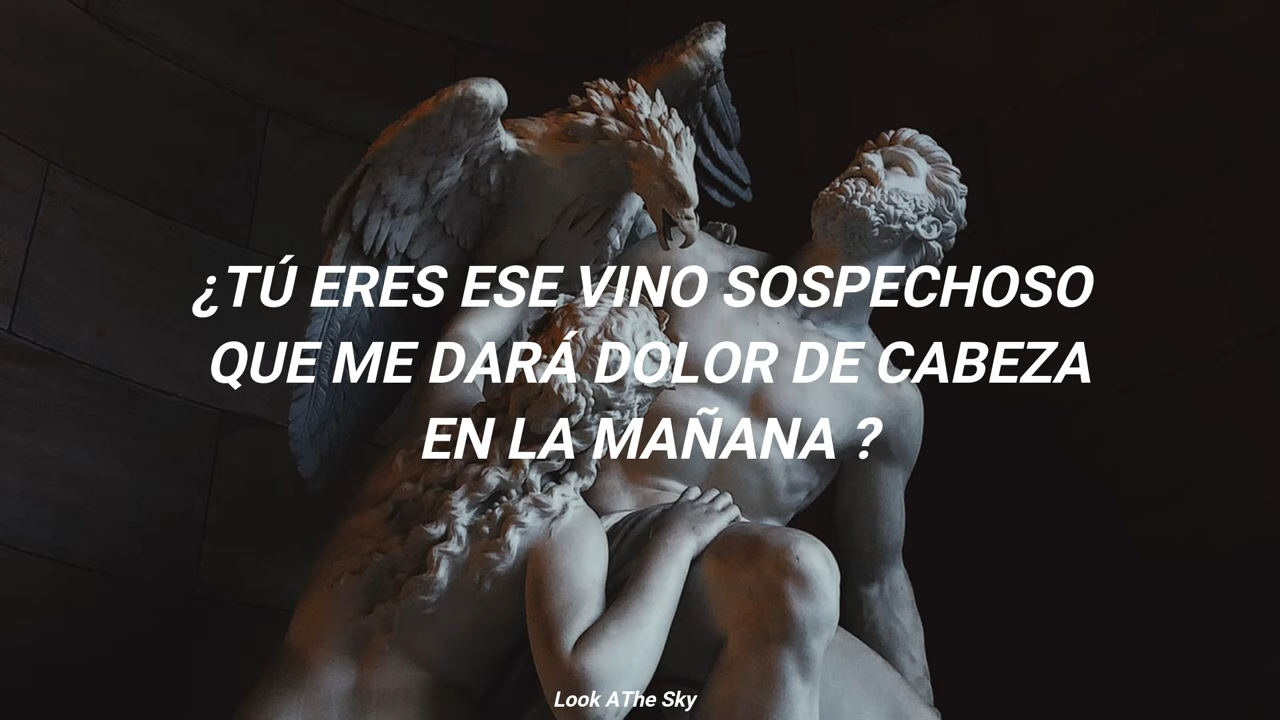 ¿TÚ ERES ESE VINO SOSPECHOSO
QUE ME DARÁ DOLOR DE CABEZA
EN LA MAÑANA ?
Look AThe Sky